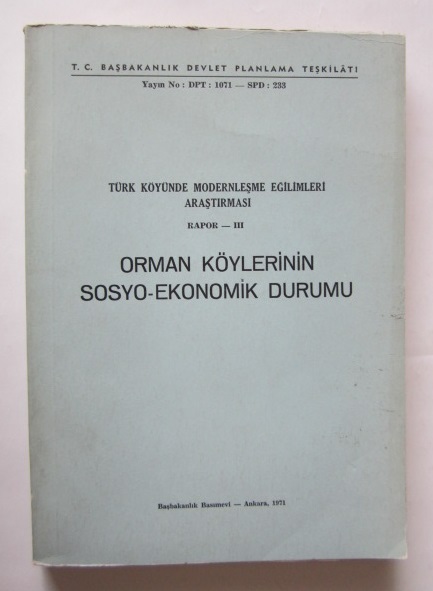 T. C. BAŞBAKANLIK DEVLET PLANLAMA TEŞKİLÂTI
Yayın No : DPT : 1071 — SPD : 233
TÜRK KÖYÜNDE MODERNLEŞME EĞİLİMLERİ
ARAŞTIRMASI
RAPOR — III
ORMAN KÖYLERİNİN
SOSYO-EKONOMİK DURUMU
Başbakanlık Basımevi — Ankara, 1971